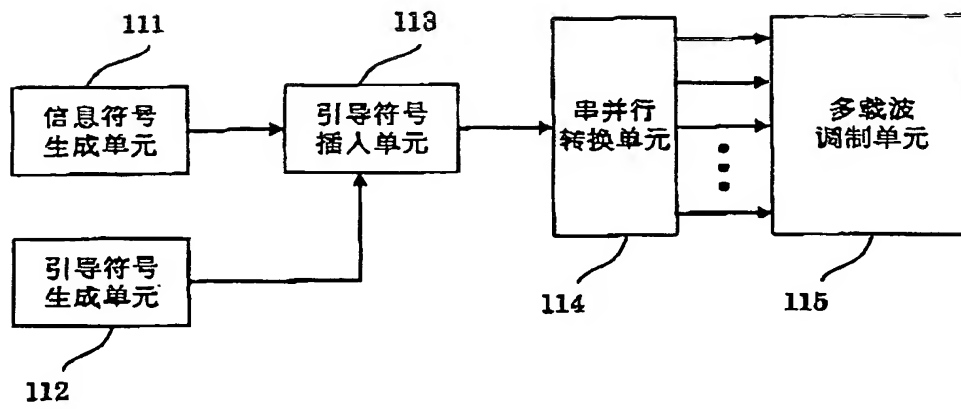 111
113
信息符号
生成单元
引导符号
插入单元
串并行
转换单元
多载波
调制单元
引导符号
生成单元
114
115
112